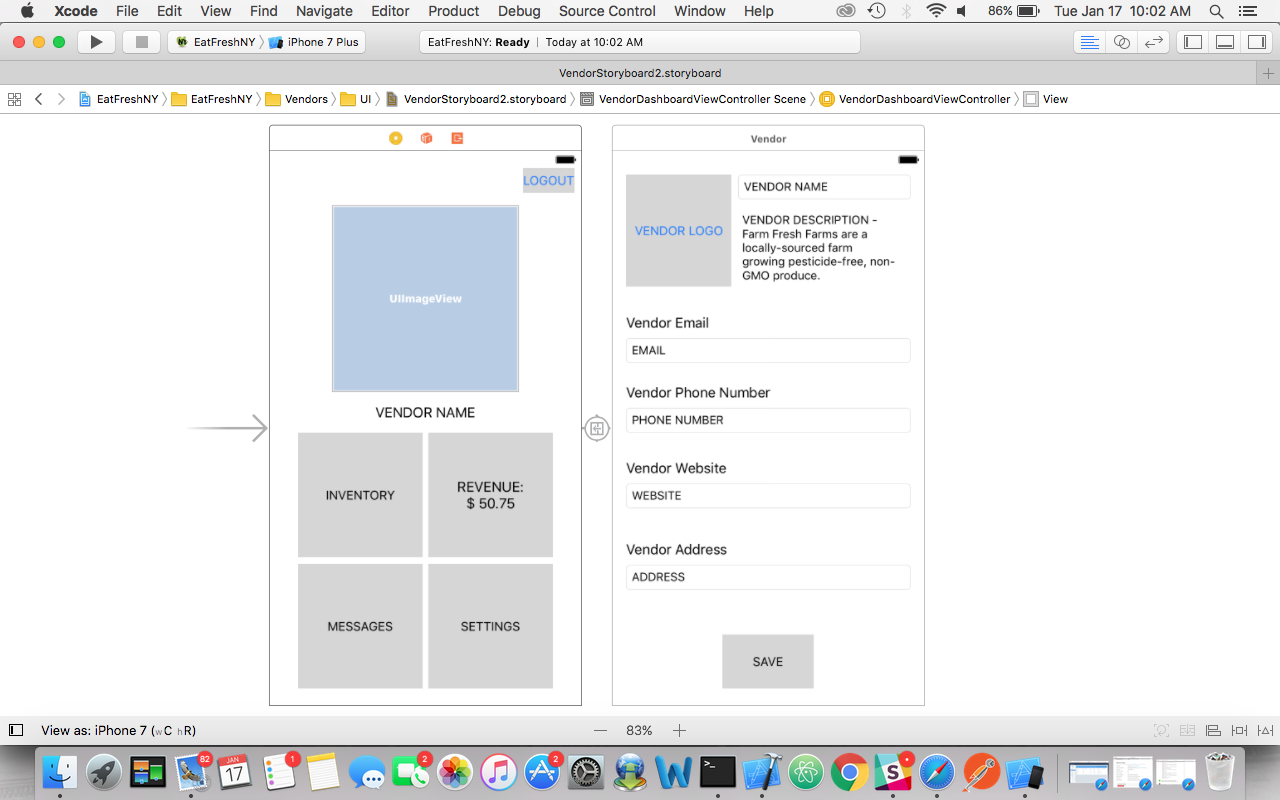 Xcode File Edit View Find Navigate Editor Product Debug Source Control Window Help 86% Tue Jan 17 10:02 AM
EatFreshNY iPhone 7 Plus EatFreshNY: Ready Today at 10:02 AM
VendorStoryboard2.storyboard
EatFreshNY EatFreshNY Vendors UI VendorStoryboard2.storyboard VendorDashboardViewController Scene VendorDashboardViewController View
LOGOUT
UIImageView
VENDOR NAME
INVENTORY
REVENUE:
$ 50.75
MESSAGES
SETTINGS
Vendor
VENDOR LOGO
VENDOR NAME
VENDOR DESCRIPTION -
Farm Fresh Farms are a
locally-sourced farm
growing pesticide-free, non-
GMO produce.
Vendor Email
EMAIL
Vendor Phone Number
PHONE NUMBER
Vendor Website
WEBSITE
Vendor Address
ADDRESS
SAVE
View as: iPhone 7 (wC hR) 83%
82
JAN
17
1
2
2